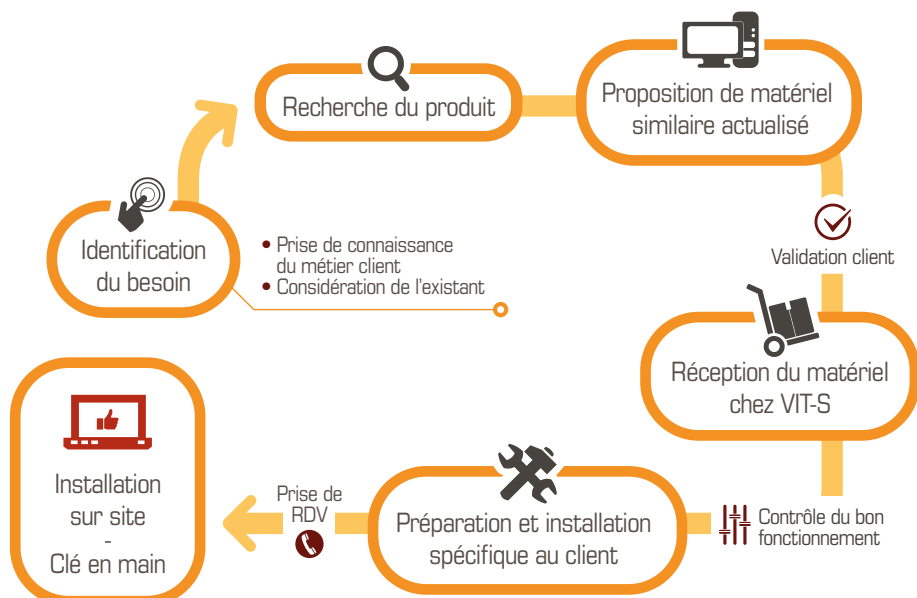 Identification
du besoin
• Prise de connaissance
du métier client
• Considération de l'existant
Recherche du produit
Proposition de matériel
similaire actualisé
Validation client
Réception du matériel
chez VIT-S
Contrôle du bon
fonctionnement
Préparation et installation
spécifique au client
Prise de
RDV
Installation
sur site
-
Clé en main